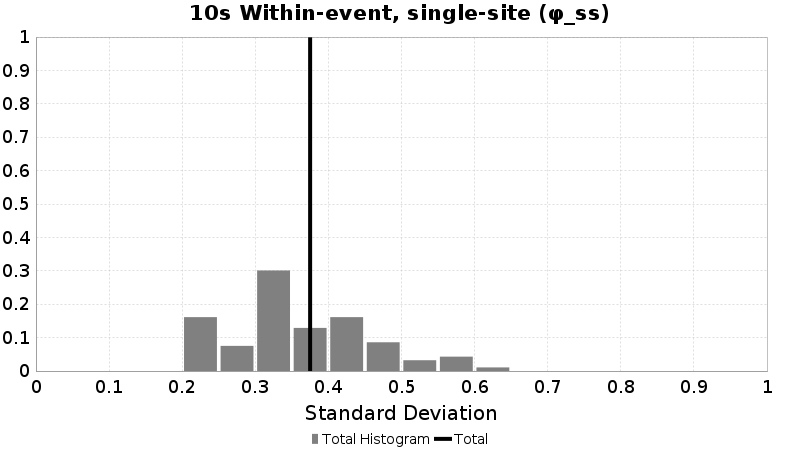 10s Within-event, single-site (φ_ss)
1
0.9
0.8
0.7
0.6
0.5
0.4
0.3
0.2
0.1
0
0 0.1 0.2 0.3 0.4 0.5 0.6 0.7 0.8 0.9 1
Standard Deviation
Total Histogram Total